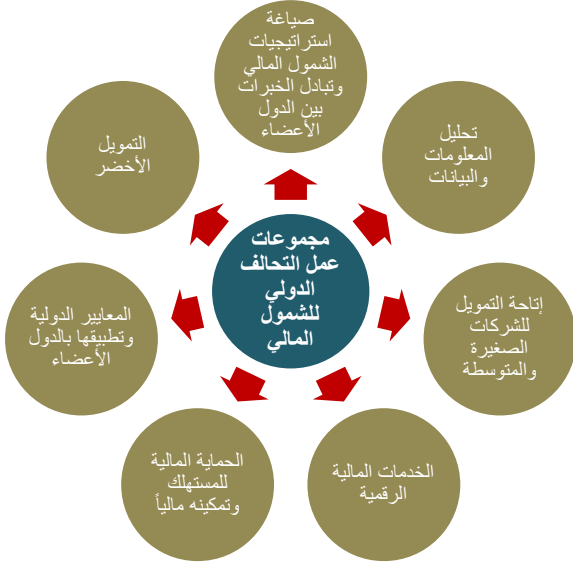 صياغة
استراتيجيات
الشمول المالي
وتبادل الخبرات
بين الدول
الأعضاء
تحليل
المعلومات
والبيانات
إتاحة التمويل
للشركات
الصغيرة
والمتوسطة
الخدمات المالية
الرقمية
الحماية المالية
للمستهلك
وتمكينه مالياً
المعايير الدولية
وتطبيقها بالدول
الأعضاء
التمويل
الأخضر
مجموعات
عمل التحالف
الدولي
للشمول
المالي